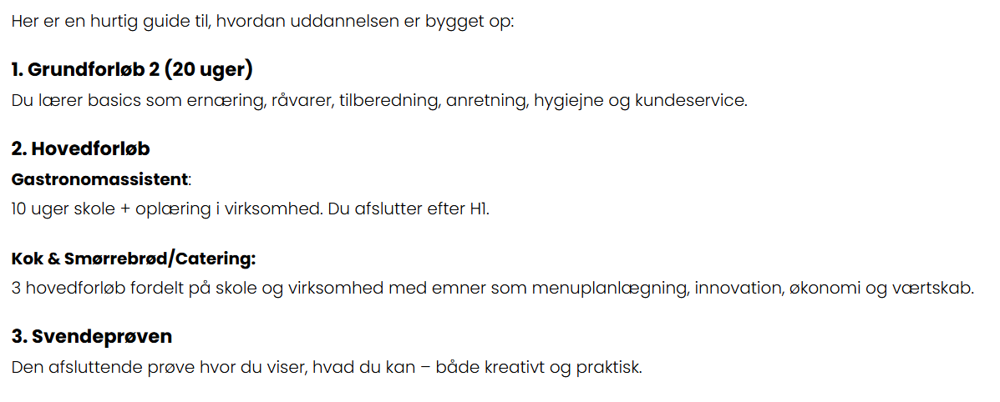 Her er en hurtig guide til, hvordan uddannelsen er bygget op:
1. Grundforløb 2 (20 uger)
Du lærer basics som ernæring, råvarer, tilberedning, anretning, hygiejne og kundeservice.
2. Hovedforløb
Gastronomassistent:
10 uger skole + oplæring i virksomhed. Du afslutter efter H1.
Kok & Smørrebrød/Catering:
3 hovedforløb fordelt på skole og virksomhed med emner som menuplanlægning, innovation, økonomi og værtskab.
3. Svendeprøven
Den afsluttende prøve hvor du viser, hvad du kan – både kreativt og praktisk.